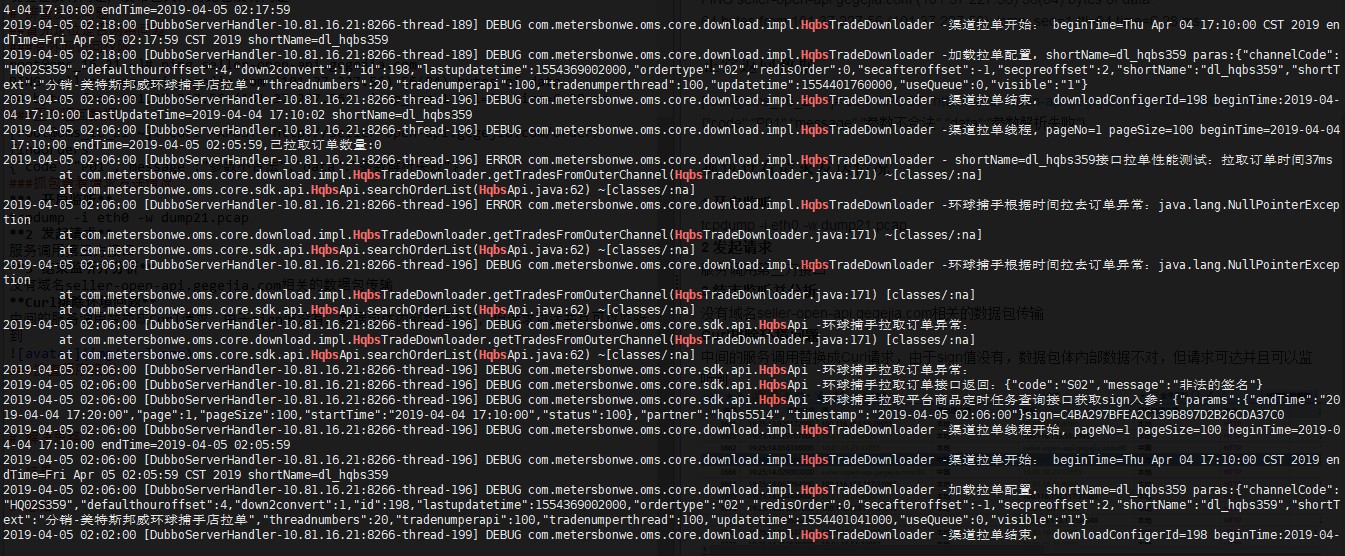 4-04 17:10:00 endTime=2019-04-05 02:17:59
2019-04-05 02:18:00 [DubboServerHandler-10.81.16.21:8266-thread-189] DEBUG com.metersbonwe.oms.core.download.impl.HqbsTradeDownloader -渠道拉单开始: beginTime=Thu Apr 04 17:10:00 CST 2019 en
dTime=Fri Apr 05 02:17:59 CST 2019 shortName=dl_hqbs359
2019-04-05 02:18:00 [DubboServerHandler-10.81.16.21:8266-thread-189] DEBUG com.metersbonwe.oms.core.download.impl.HqbsTradeDownloader -加载拉单配置，shortName=dl_hqbs359 paras:{"channelCode":
"HQ02S359","defaulthouroffset":4,"down2convert":1,"id":198,"lastupdatetime":1554369002000,"ordertype":"02","redisOrder":0,"secafteroffset":-1,"secpreoffset":2,"shortName":"dl_hqbs359","shortT
ext":"分销-美特斯邦威环球捕手店拉单","threadnumbers":20,"tradenumerapi":100,"tradenumperthread":100,"updatetime":1554401760000,"useQueue":0,"visible":"1"}
2019-04-05 02:06:00 [DubboServerHandler-10.81.16.21:8266-thread-196] DEBUG com.metersbonwe.oms.core.download.impl.HqbsTradeDownloader -渠道拉单结束， downloadConfigerId=198 beginTime:2019-04-
04 17:10:00 LastUpdateTime=2019-04-04 17:10:02 shortName=dl_hqbs359
2019-04-05 02:06:00 [DubboServerHandler-10.81.16.21:8266-thread-196] DEBUG com.metersbonwe.oms.core.download.impl.HqbsTradeDownloader -渠道拉单线程，pageNo=1 pageSize=100 beginTime=2019-04-04
17:10:00 endTime=2019-04-05 02:05:59,已拉取订单数量:0
2019-04-05 02:06:00 [DubboServerHandler-10.81.16.21:8266-thread-196] ERROR com.metersbonwe.oms.core.download.impl.HqbsTradeDownloader - shortName=dl_hqbs359接口拉单性能测试: 拉取订单时间37ms
at com.metersbonwe.oms.core.download.impl.HqbsTradeDownloader.getTradesFromOuterChannel(HqbsTradeDownloader.java:171) ~[classes/:na]
at com.metersbonwe.oms.core.sdk.api.HqbsApi.searchOrderList(HqbsApi.java:62) ~[classes/:na]
2019-04-05 02:06:00 [DubboServerHandler-10.81.16.21:8266-thread-196] ERROR com.metersbonwe.oms.core.download.impl.HqbsTradeDownloader -环球捕手根据时间拉去订单异常: java.lang.NullPointerExcep
tion
at com.metersbonwe.oms.core.download.impl.HqbsTradeDownloader.getTradesFromOuterChannel(HqbsTradeDownloader.java:171) ~[classes/:na]
at com.metersbonwe.oms.core.sdk.api.HqbsApi.searchOrderList(HqbsApi.java:62) ~[classes/:na]
2019-04-05 02:06:00 [DubboServerHandler-10.81.16.21:8266-thread-196] DEBUG com.metersbonwe.oms.core.download.impl.HqbsTradeDownloader -环球捕手根据时间拉去订单异常: java.lang.NullPointerExcep
tion
at com.metersbonwe.oms.core.download.impl.HqbsTradeDownloader.getTradesFromOuterChannel(HqbsTradeDownloader.java:171) [classes/:na]
at com.metersbonwe.oms.core.sdk.api.HqbsApi.searchOrderList(HqbsApi.java:62) ~[classes/:na]
2019-04-05 02:06:00 [DubboServerHandler-10.81.16.21:8266-thread-196] DEBUG com.metersbonwe.oms.core.sdk.api.HqbsApi -环球捕手拉取订单异常:
at com.metersbonwe.oms.core.download.impl.HqbsTradeDownloader.getTradesFromOuterChannel(HqbsTradeDownloader.java:171) [classes/:na]
at com.metersbonwe.oms.core.sdk.api.HqbsApi.searchOrderList(HqbsApi.java:62) ~[classes/:na]
2019-04-05 02:06:00 [DubboServerHandler-10.81.16.21:8266-thread-196] DEBUG com.metersbonwe.oms.core.sdk.api.HqbsApi -环球捕手拉取订单异常:
2019-04-05 02:06:00 [DubboServerHandler-10.81.16.21:8266-thread-196] DEBUG com.metersbonwe.oms.core.sdk.api.HqbsApi -环球捕手拉取订单接口返回: {"code":"S02","message":"非法的签名"}
2019-04-05 02:06:00 [DubboServerHandler-10.81.16.21:8266-thread-196] DEBUG com.metersbonwe.oms.core.sdk.api.HqbsApi -环球捕手拉取平台商品定时任务查询接口获取sign入参: {"params":{"endTime":"20
19-04-04 17:20:00","page":1,"pageSize":100,"startTime":"2019-04-04 17:10:00","status":100},"partner":"hqbs5514","timestamp":"2019-04-05 02:06:00"}sign=C4BA297BFEA2C139B897D2B26CDA37C0
2019-04-05 02:06:00 [DubboServerHandler-10.81.16.21:8266-thread-196] DEBUG com.metersbonwe.oms.core.download.impl.HqbsTradeDownloader -渠道拉单线程开始，pageNo=1 pageSize=100 beginTime=2019-0
4-04 17:10:00 endTime=2019-04-05 02:05:59
2019-04-05 02:06:00 [DubboServerHandler-10.81.16.21:8266-thread-196] DEBUG com.metersbonwe.oms.core.download.impl.HqbsTradeDownloader -渠道拉单开始: beginTime=Thu Apr 04 17:10:00 CST 2019 en
dTime=Fri Apr 05 02:05:59 CST 2019 shortName=dl_hqbs359
2019-04-05 02:06:00 [DubboServerHandler-10.81.16.21:8266-thread-196] DEBUG com.metersbonwe.oms.core.download.impl.HqbsTradeDownloader -加载拉单配置，shortName=dl_hqbs359 paras:{"channelCode":
"HQ02S359","defaulthouroffset":4,"down2convert":1,"id":198,"lastupdatetime":1554369002000,"ordertype":"02","redisOrder":0,"secafteroffset":-1,"secpreoffset":2,"shortName":"dl_hqbs359","shortT
ext":"分销-美特斯邦威环球捕手店拉单","threadnumbers":20,"tradenumerapi":100,"tradenumperthread":100,"updatetime":1554401041000,"useQueue":0,"visible":"1"}
2019-04-05 02:02:00 [DubboServerHandler-10.81.16.21:8266-thread-196] DEBUG com.metersbonwe.oms.core.download.impl.HqbsTradeDownloader -渠道拉单结束， downloadConfigerId=198 beginTime:2019-04-